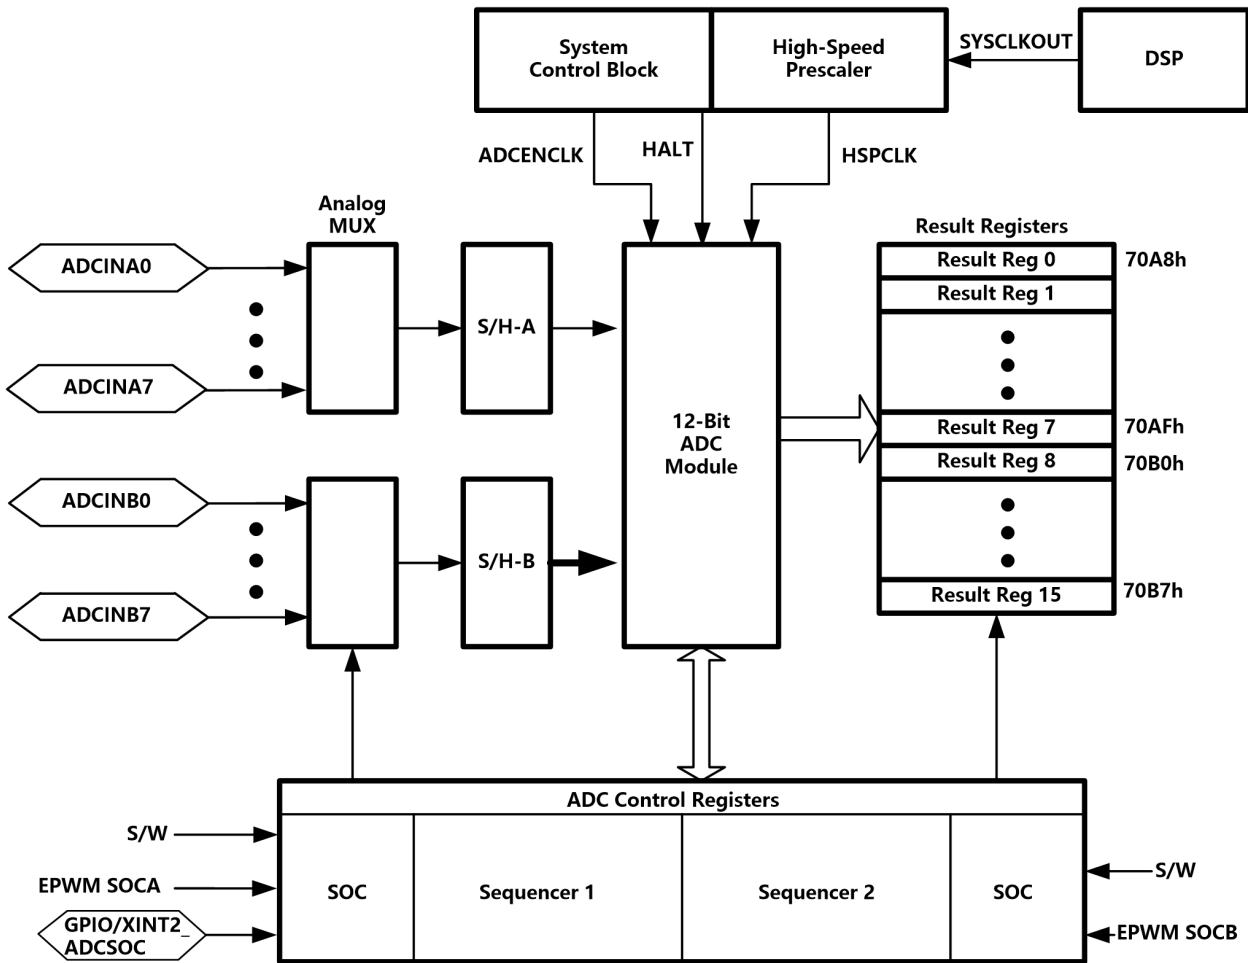 System
Control Block
High-Speed
Prescaler
SYSCLKOUT
DSP
ADCENCLK
HALT
HSPCLK
Analog
MUX
Result Registers
ADCINA0
Result Reg 0
70A8h
Result Reg 1
S/H-A
ADCINA7
12-Bit
ADC
Module
Result Reg 7
70AFh
Result Reg 8
70B0h
ADCINB0
S/H-B
ADCINB7
Result Reg 15
70B7h
ADC Control Registers
S/W
EPWM SOCA
GPIO/XINT2_
ADCSOC
SOC
Sequencer 1
Sequencer 2
SOC
S/W
EPWM SOCB